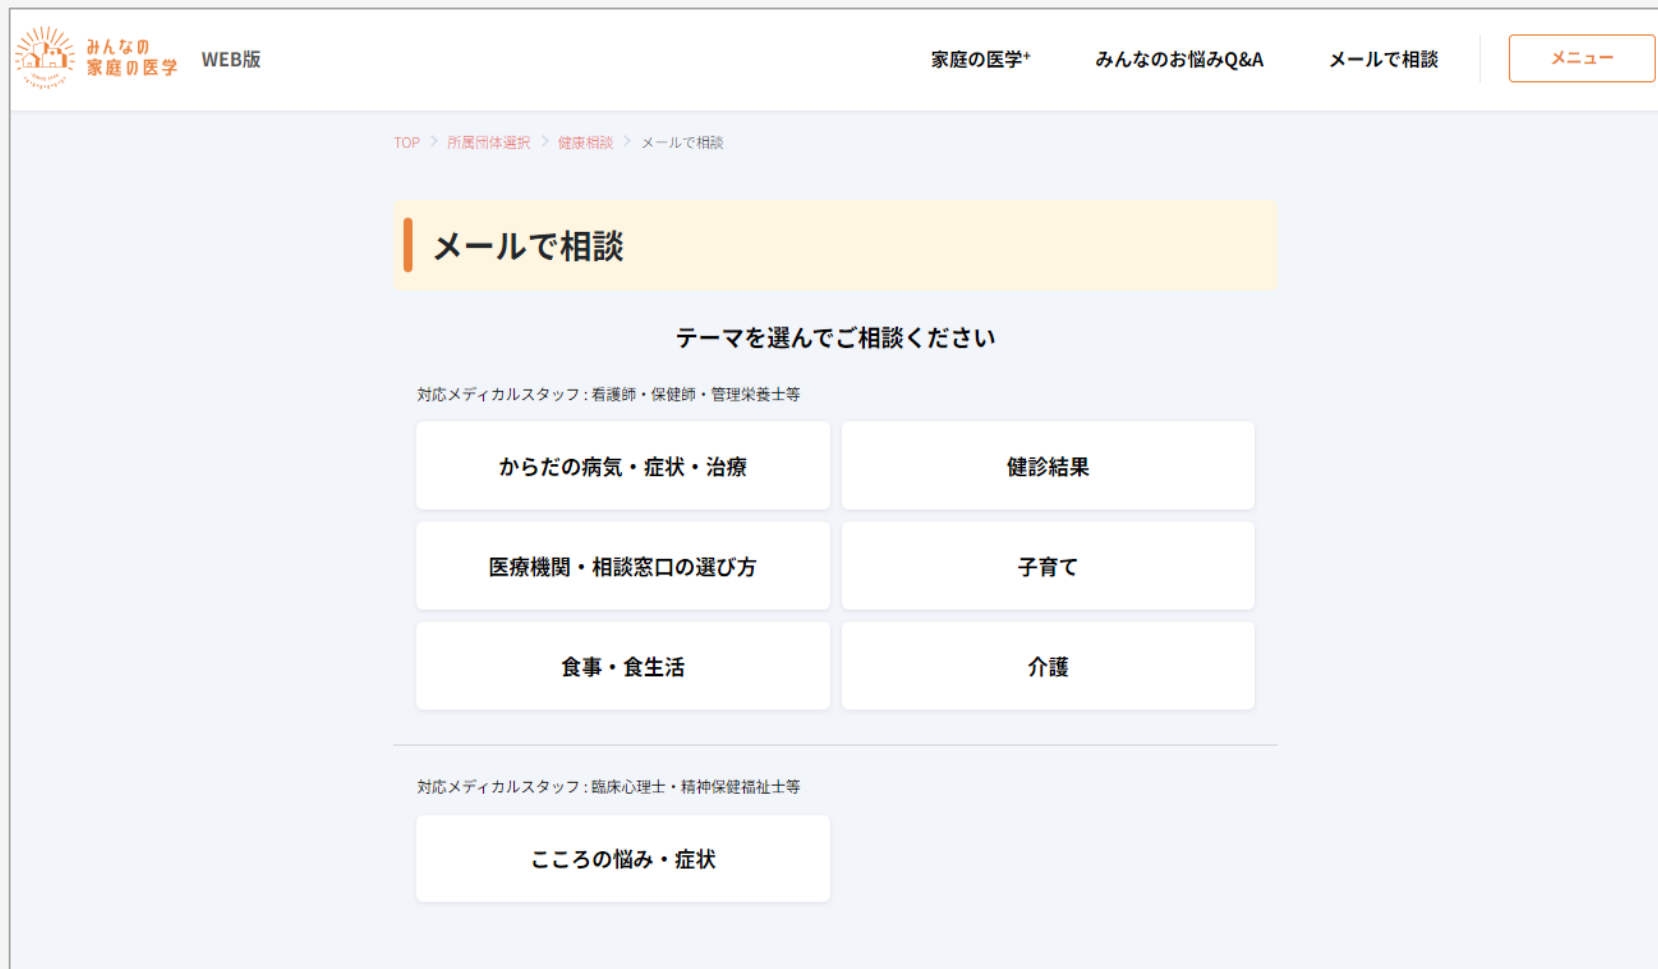 みんなの
家庭の医学
WEB版
家庭の医学⁺
みんなのお悩みQ&A
メールで相談
メニュー
TOP > 所属団体選択 > 健康相談 > メールで相談
メールで相談
テーマを選んでご相談ください
対応メディカルスタッフ：看護師・保健師・管理栄養士等
からだの病気・症状・治療
健診結果
医療機関・相談窓口の選び方
子育て
食事・食生活
介護
対応メディカルスタッフ：臨床心理士・精神保健福祉士等
こころの悩み・症状